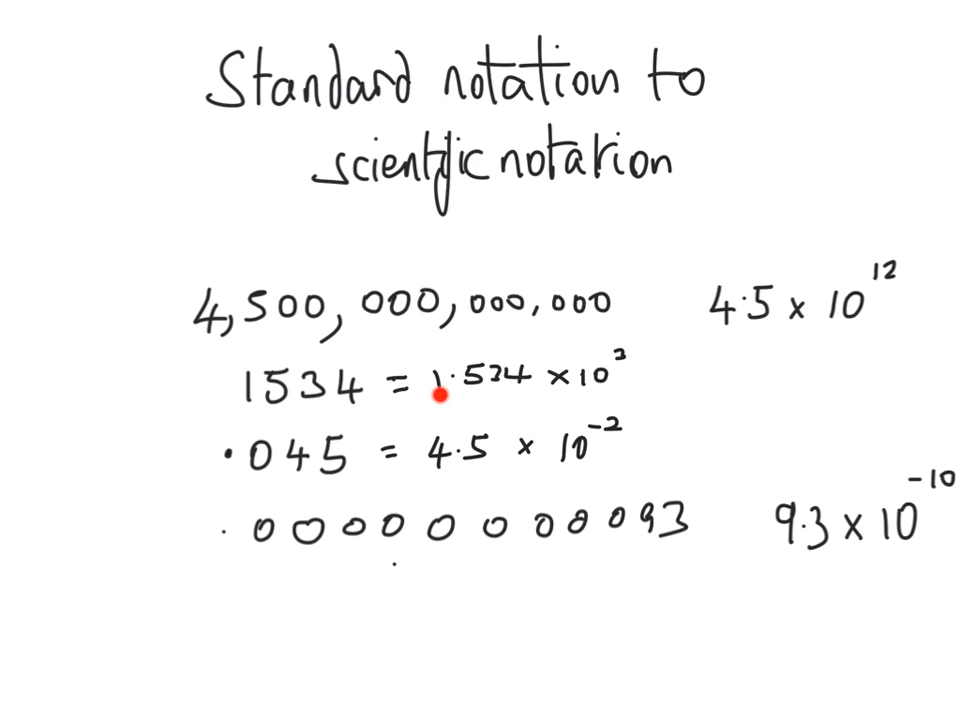 Standard notation to
scientific notation
4,500,000,000,000 4.5 x 10^12
1534 = 1.534 x 10^3
.045 = 4.5 x 10^-2
.00000000093 9.3 x 10^-10